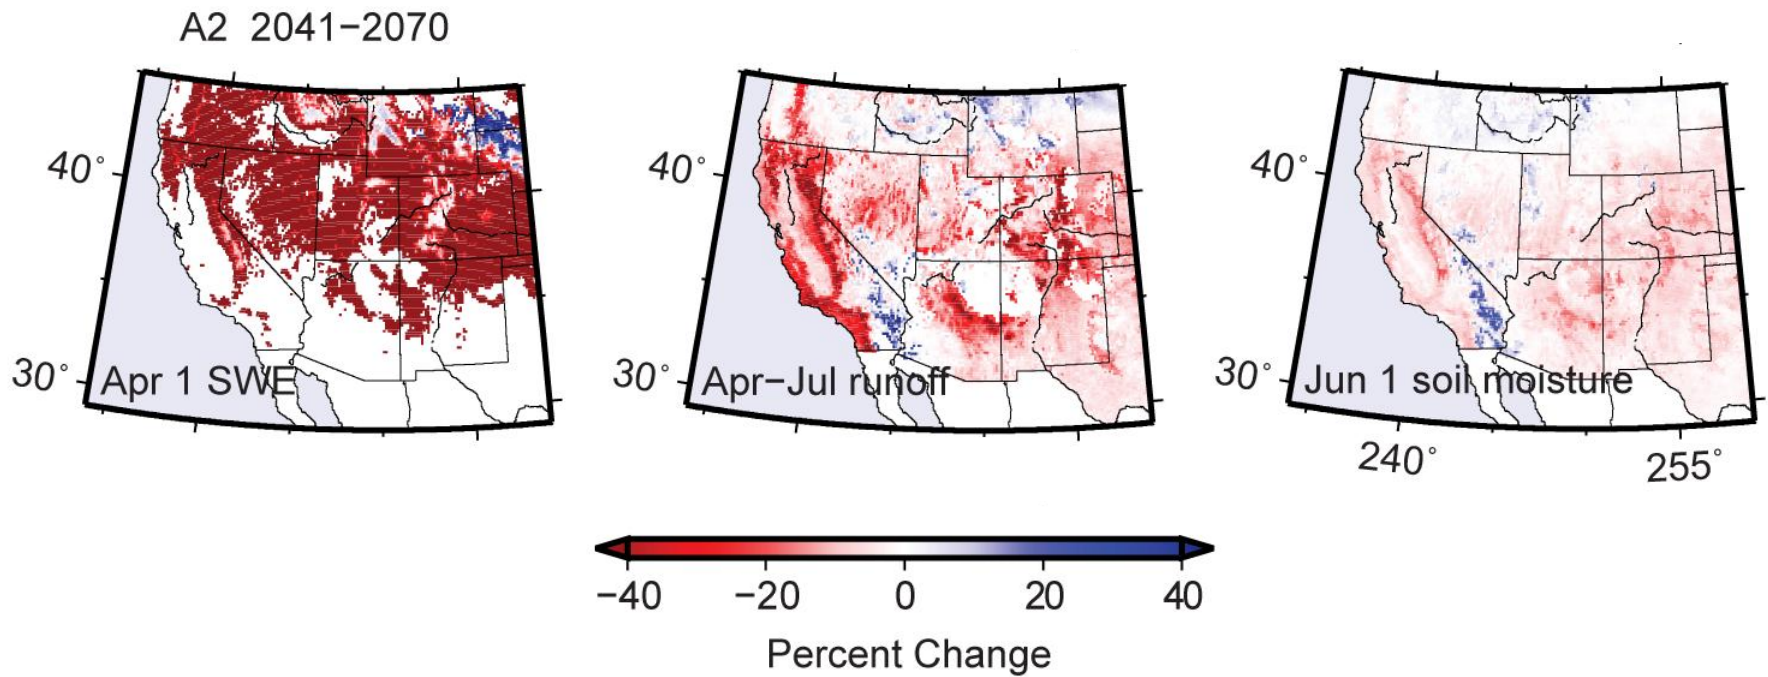 A2 2041−2070
40°
30°
Apr 1 SWE
40°
30°
Apr−Jul runoff
40°
30°
Jun 1 soil moisture
240°
255°
−40
−20
0
20
40
Percent Change